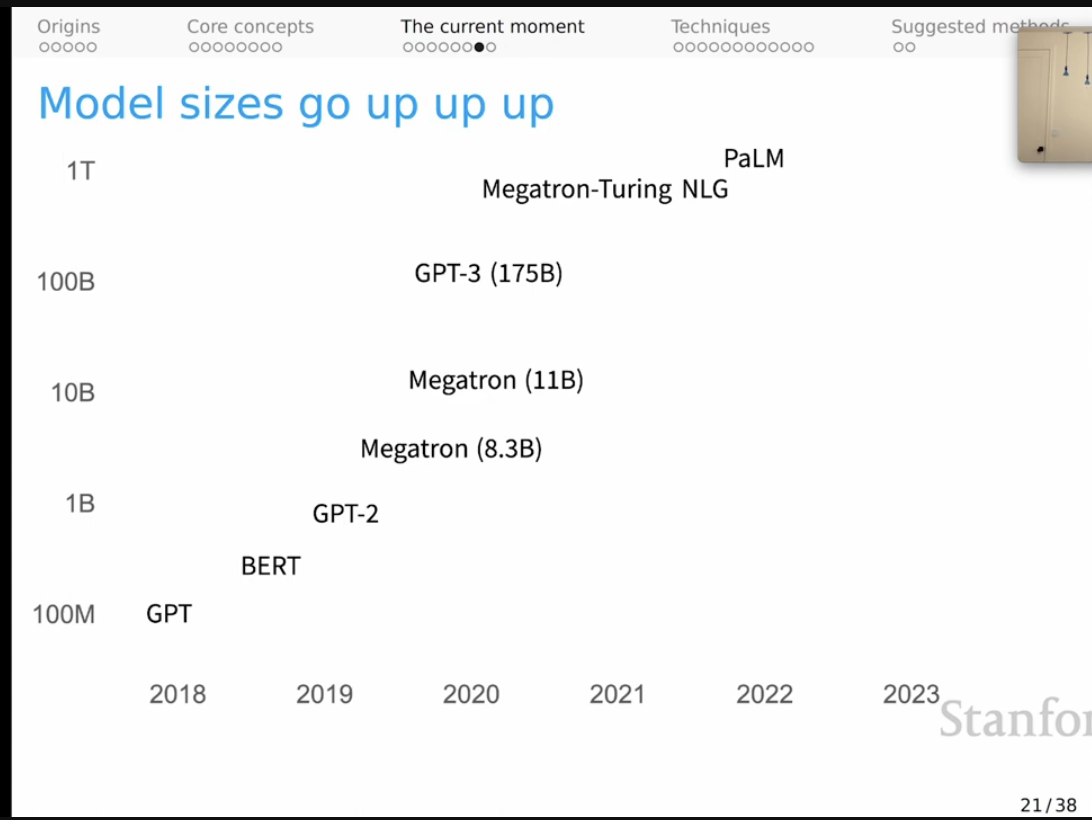 Origins
Core concepts
The current moment
Techniques
Suggested methods
Model sizes go up up up
1T
PaLM
Megatron-Turing NLG
100B
GPT-3 (175B)
10B
Megatron (11B)
Megatron (8.3B)
1B
GPT-2
BERT
100M
GPT
2018 2019 2020 2021 2022 2023
Stanfor
21/38